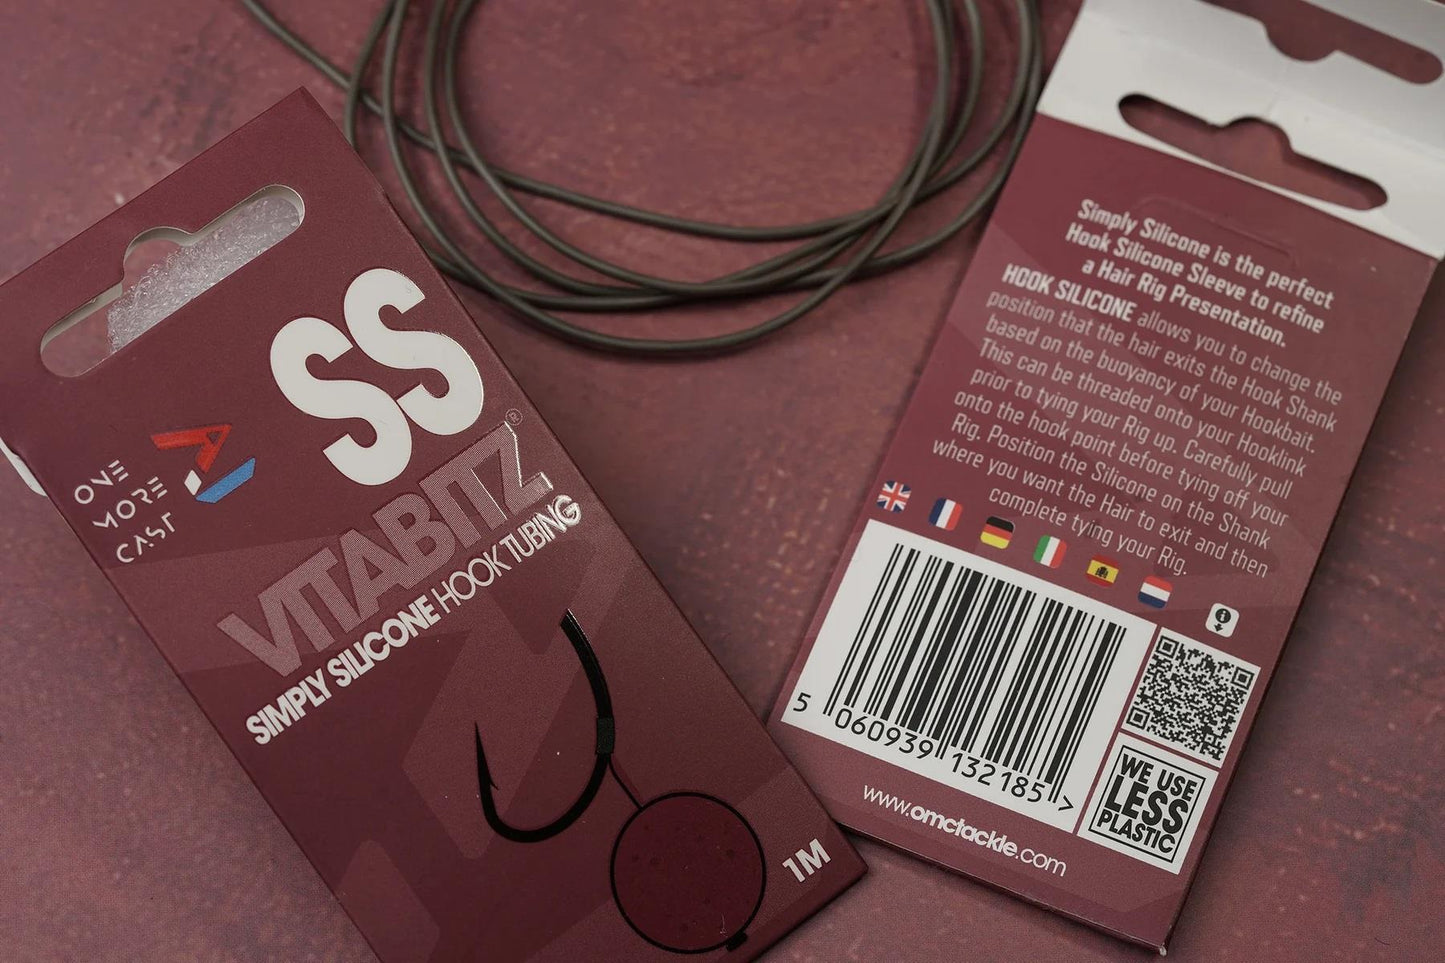 SS
ONE
MORE
CAST
VITABITZ®
SIMPLY SILICONE HOOK TUBING
1M
Simply Silicone is the perfect
Hook Silicone Sleeve to refine
a Hair Rig Presentation.
HOOK SILICONE allows you to change the
position that the hair exits the Hook Shank
based on the buoyancy of your Hookbait.
This can be threaded onto your Hooklink
prior to tying your Rig up. Carefully pull
onto the hook point before tying off your
Rig. Position the Silicone on the Shank
where you want the Hair to exit and then
complete tying your Rig.
5 060939 132185 >
WE USE
LESS
PLASTIC
www.omctackle.com